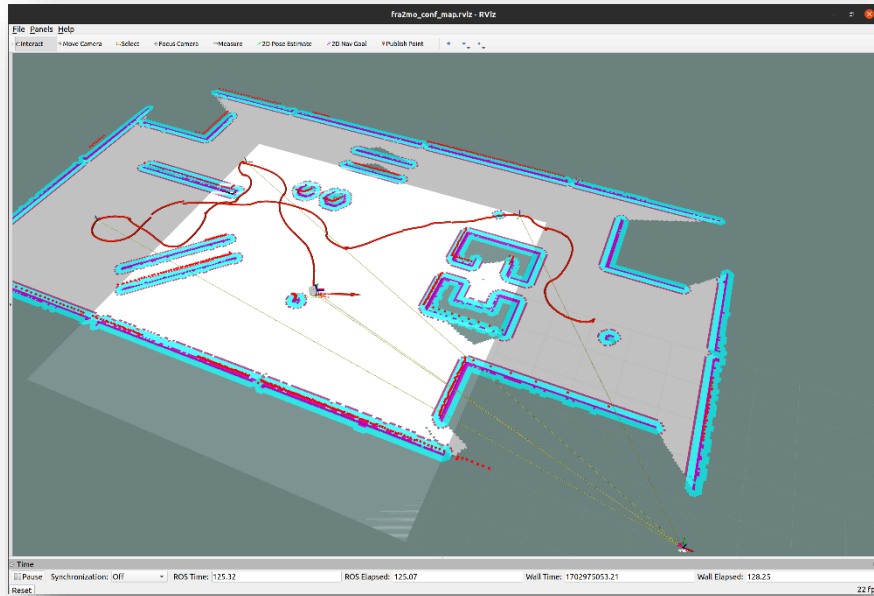 fra2mo_conf_map.rviz - RViz
File Panels Help
Interact Move Camera Select Focus Camera Measure 2D Pose Estimate 2D Nav Goal Publish Point
Time
Pause Synchronization: Off ROS Time: 125.32 ROS Elapsed: 125.07 Wall Time: 1702975053.21 Wall Elapsed: 128.25
Reset 22 fp